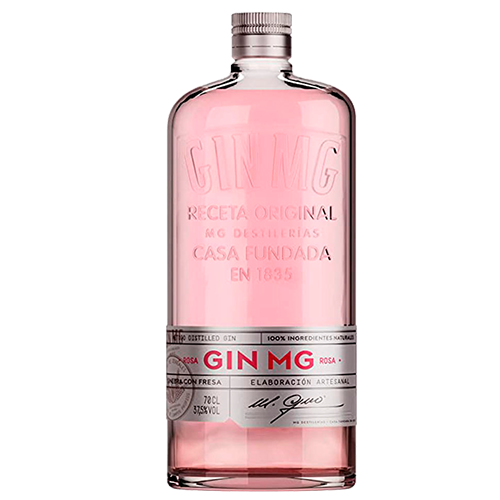 GIN MG
RECETA ORIGINAL
MG DESTILLERÍAS
CASA FUNDADA
EN 1835
DISTILLED GIN
100% INGREDIENTES NATURALES
ROSA GIN MG ROSA
CON FRESA
ELABORACIÓN ARTESANAL
70 CL
37,5% VOL